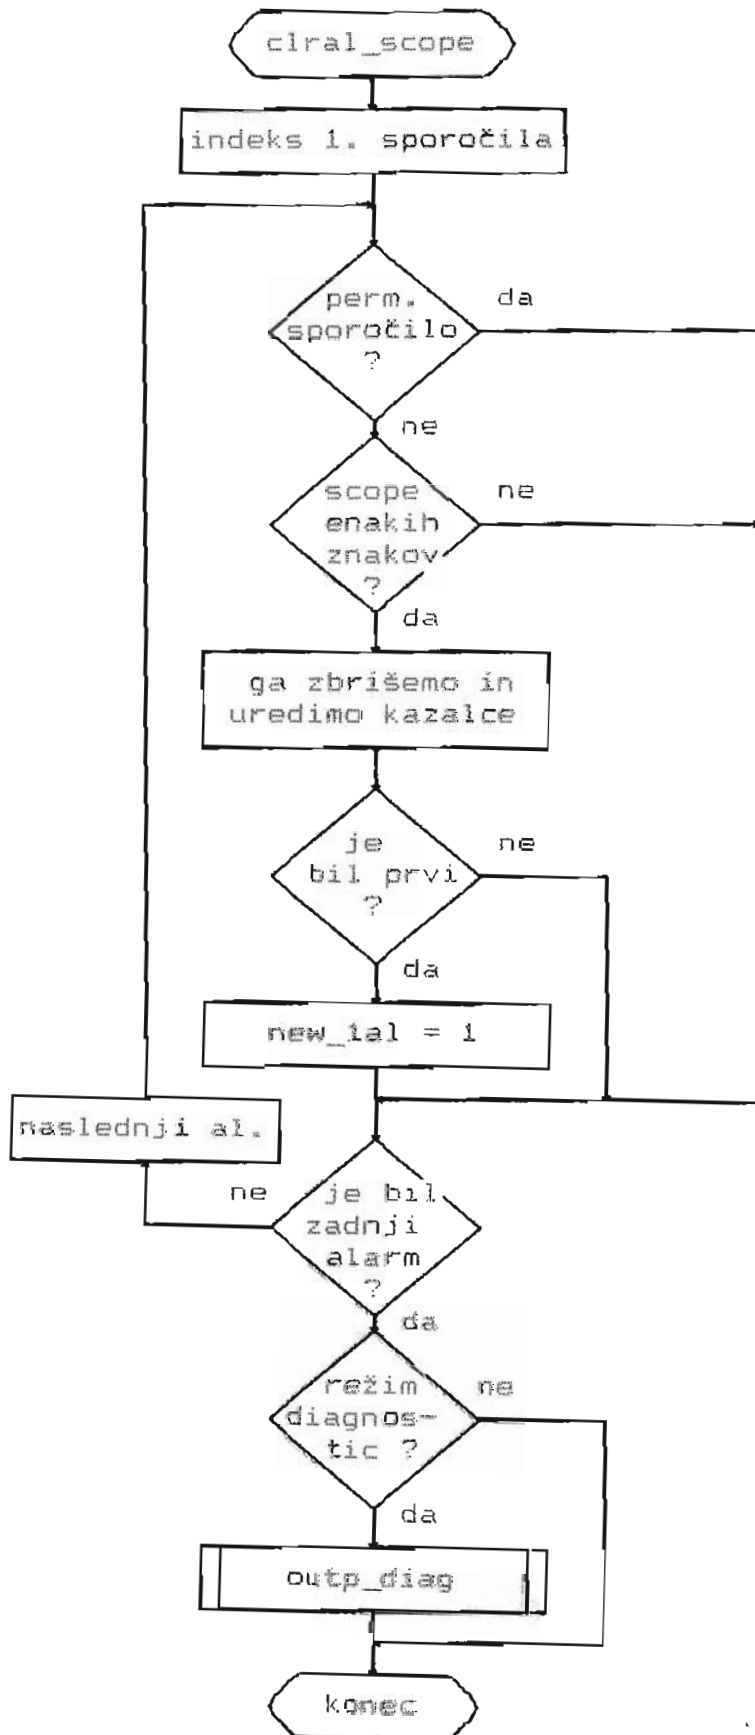 clral_scope
indeks 1. sporočila
perm.
sporočilo
?
da
ne
scope
enakih
znakov
?
ne
da
ga zbrišemo in
uredimo kazalce
je
bil prvi
?
ne
da
new_ial = 1
naslednji al.
ne
je bil
zadnji
alarm
?
da
režim
diagnos-
tic ?
ne
da
outp_diag
konec